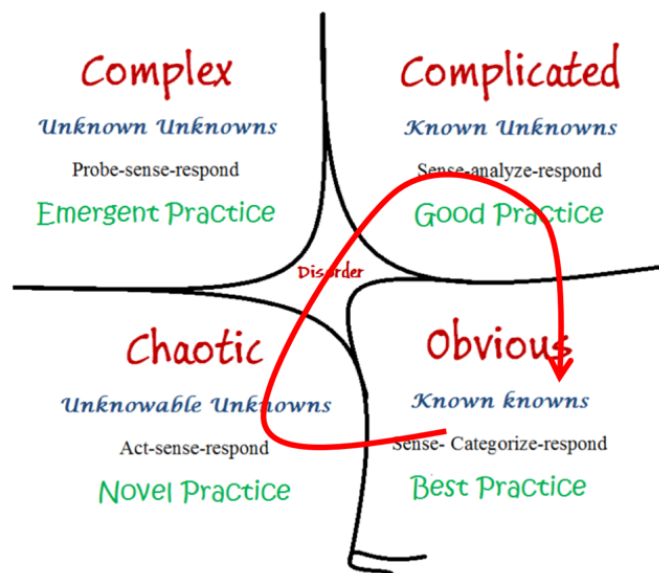 Complex
Unknown Unknowns
Probe-sense-respond
Emergent Practice
Complicated
Known Unknowns
Sense-analyze-respond
Good Practice
Disorder
Chaotic
Unknowable Unknowns
Act-sense-respond
Novel Practice
Obvious
Known knowns
Sense- Categorize-respond
Best Practice